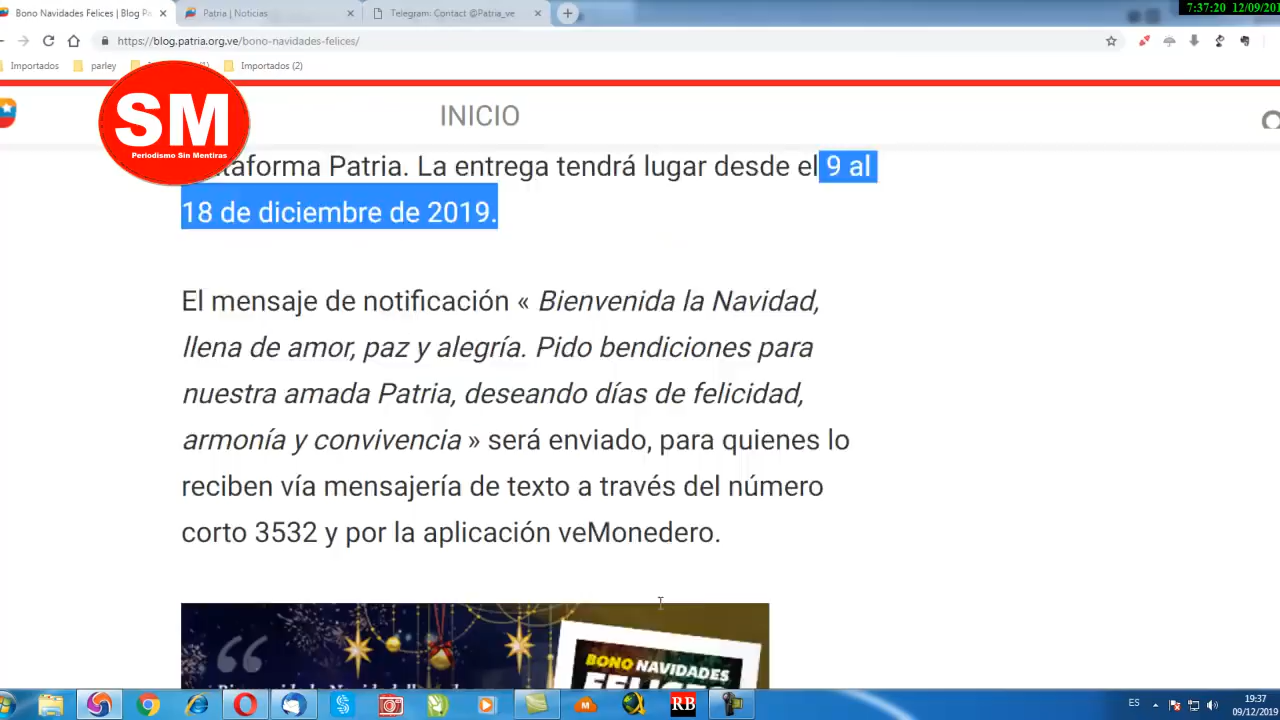 Bono Navidades Felices | Blog Pa
Patria | Noticias
Telegram: Contact @Patria_ve
7:37:20 12/09/201
https://blog.patria.org.ve/bono-navidades-felices/
Importados
parley
Importados (2)
SM
Periodismo Sin Mentiras
INICIO
taforma Patria. La entrega tendrá lugar desde el 9 al
18 de diciembre de 2019.
El mensaje de notificación « Bienvenida la Navidad,
llena de amor, paz y alegría. Pido bendiciones para
nuestra amada Patria, deseando días de felicidad,
armonía y convivencia » será enviado, para quienes lo
reciben vía mensajería de texto a través del número
corto 3532 y por la aplicación veMonedero.
BONO NAVIDADES
FELICES
RB
ES
19:37
09/12/2019